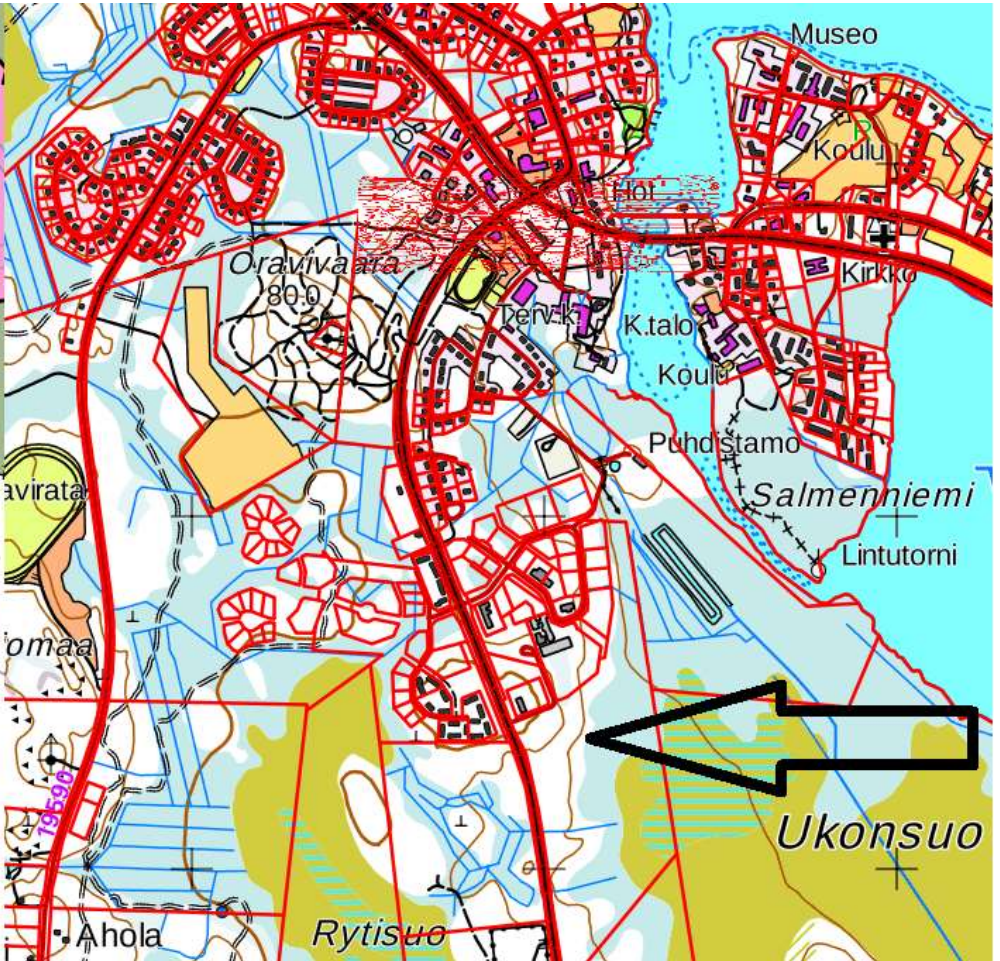 Museo
R
Koulu
Hot
Kirkko
Oravivaara
80.0
Terv.k.
K.talo
Koulu
Puhdistamo
avirata
Salmenniemi
Lintutorni
omaa
19590
Ukonsuo
Ahola
Rytisuo